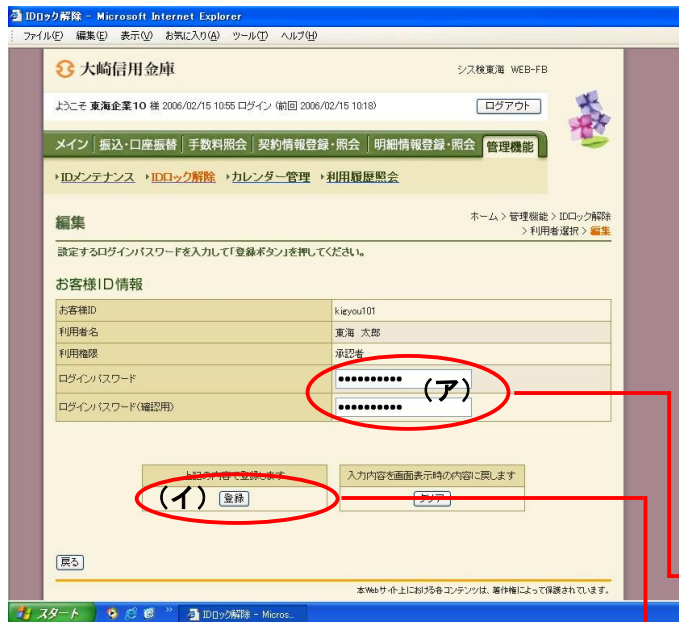 IDロック解除 - Microsoft Internet Explorer
ファイル(F) 編集(E) 表示(V) お気に入り(A) ツール(T) ヘルプ(H)
大崎信用金庫
シス検東海 WEB-FB
ようこそ 東海企業10 様 2006/02/15 10:55 ログイン (前回 2006/02/15 10:18)
ログアウト
メイン 振込・口座振替 手数料照会 契約情報登録・照会 明細情報登録・照会 管理機能
IDメンテナンス IDロック解除 カレンダー管理 利用履歴照会
編集
ホーム > 管理機能 > IDロック解除
> 利用者選択 > 編集
設定するログインパスワードを入力して「登録ボタン」を押してください。
お客様ID情報
お客様ID kigyou101
利用者名 東海 太郎
利用権限 承認者
ログインパスワード ●●●●●●●●●●
(ア)
ログインパスワード(確認用) ●●●●●●●●●●
上記の内容で登録します 入力内容を画面表示時の内容に戻します
(イ) 登録 クリア
戻る
本Webサイト上における各コンテンツは、著作権によって保護されています。
スタート » IDロック解除 - Micros...